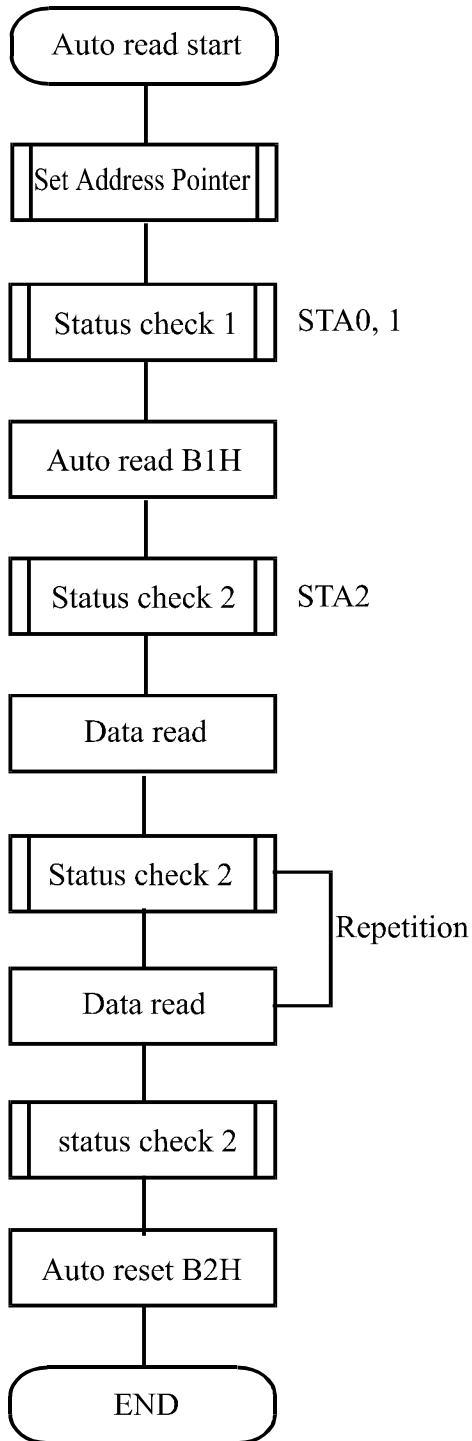 Auto read start
Set Address Pointer
Status check 1
STA0, 1
Auto read B1H
Status check 2
STA2
Data read
Status check 2
Repetition
Data read
status check 2
Auto reset B2H
END